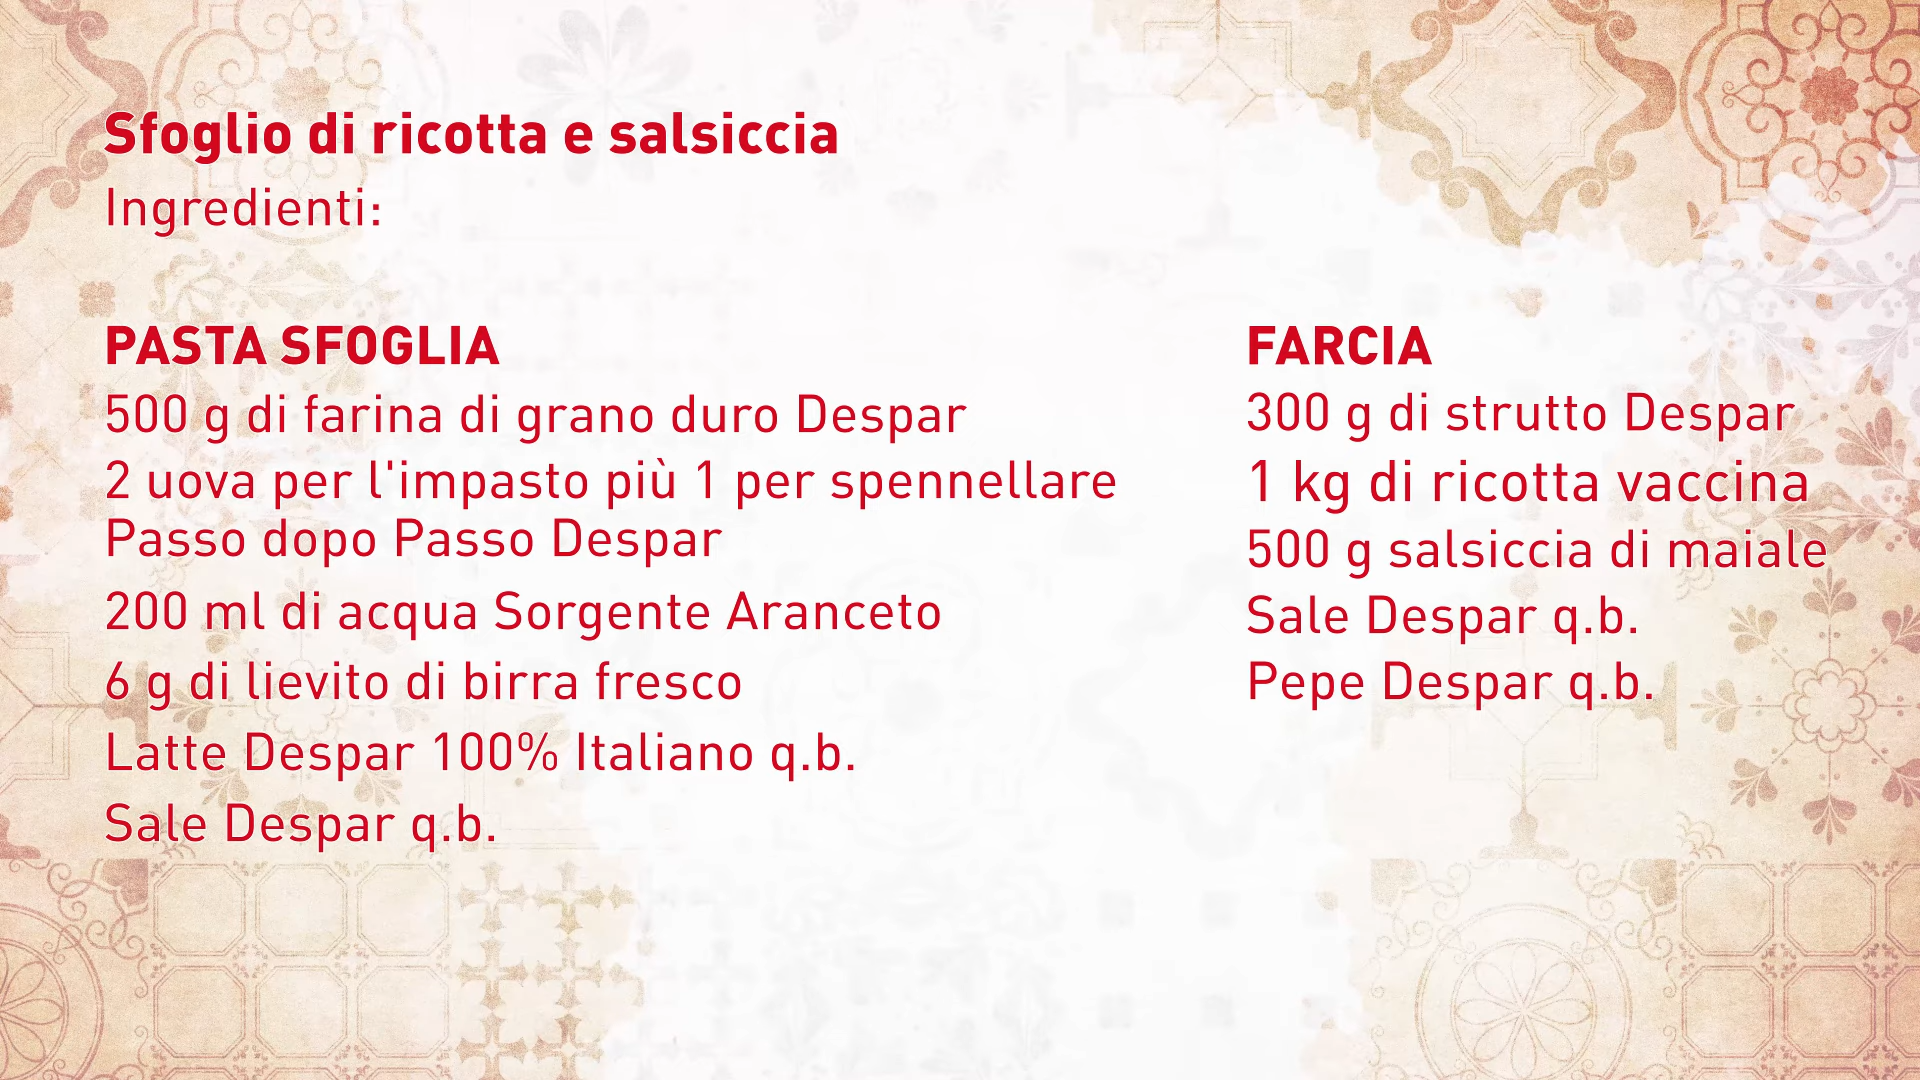 Sfoglio di ricotta e salsiccia
Ingredienti:
PASTA SFOGLIA
500 g di farina di grano duro Despar
2 uova per l'impasto più 1 per spennellare
Passo dopo Passo Despar
200 ml di acqua Sorgente Aranceto
6 g di lievito di birra fresco
Latte Despar 100% Italiano q.b.
Sale Despar q.b.
FARCIA
300 g di strutto Despar
1 kg di ricotta vaccina
500 g salsiccia di maiale
Sale Despar q.b.
Pepe Despar q.b.